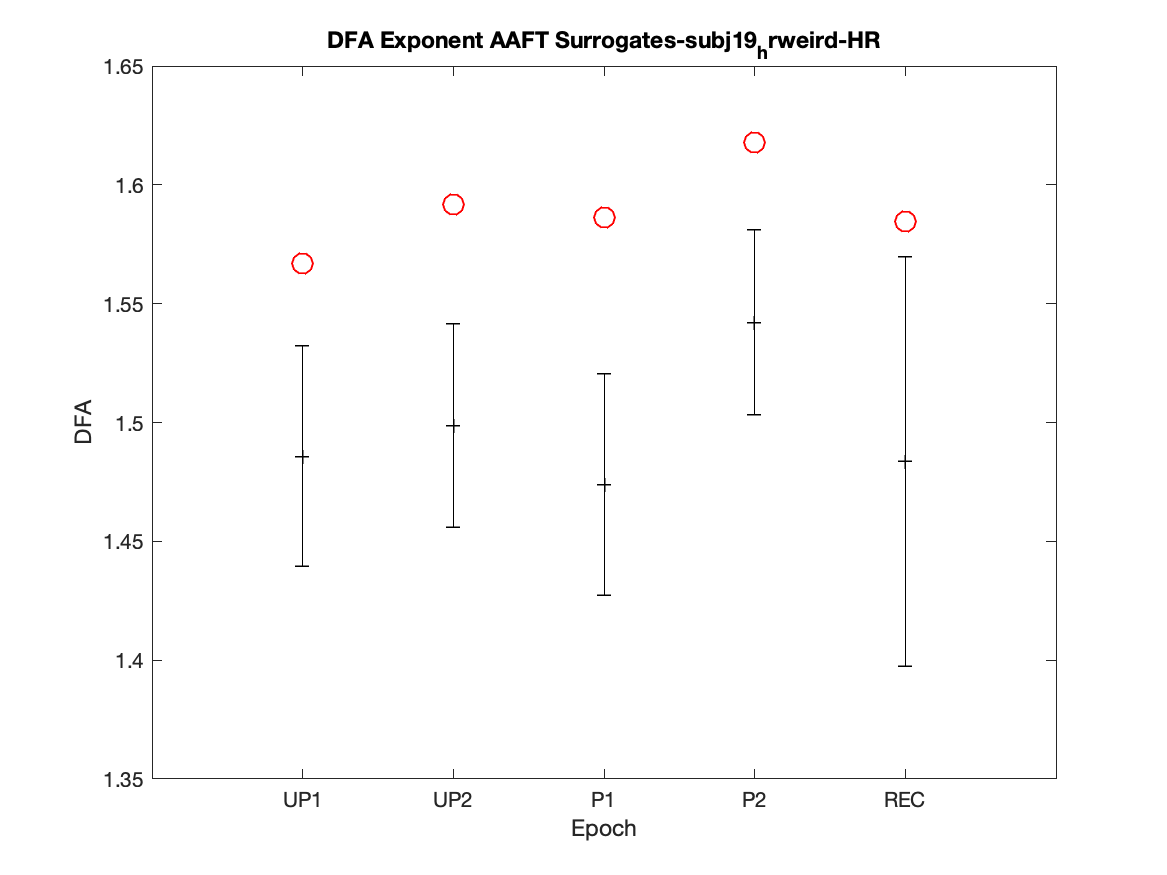 DFA Exponent AAFT Surrogates-subj19hrweird-HR
1.65
1.6
1.55
1.5
1.45
1.4
1.35
DFA
UP1 UP2 P1 P2 REC
Epoch